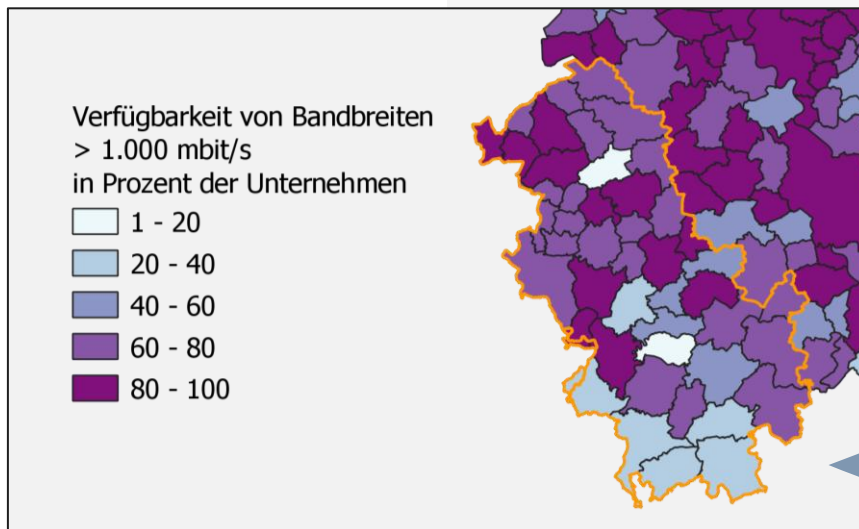 Verfügbarkeit von Bandbreiten
> 1.000 mbit/s
in Prozent der Unternehmen
1 - 20
20 - 40
40 - 60
60 - 80
80 - 100